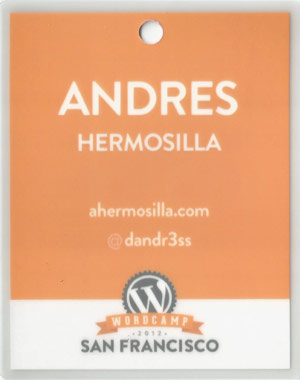 ANDRES
HERMOSILLA
ahermosilla.com
@dandr3ss
W
WORDCAMP
2012
SAN FRANCISCO